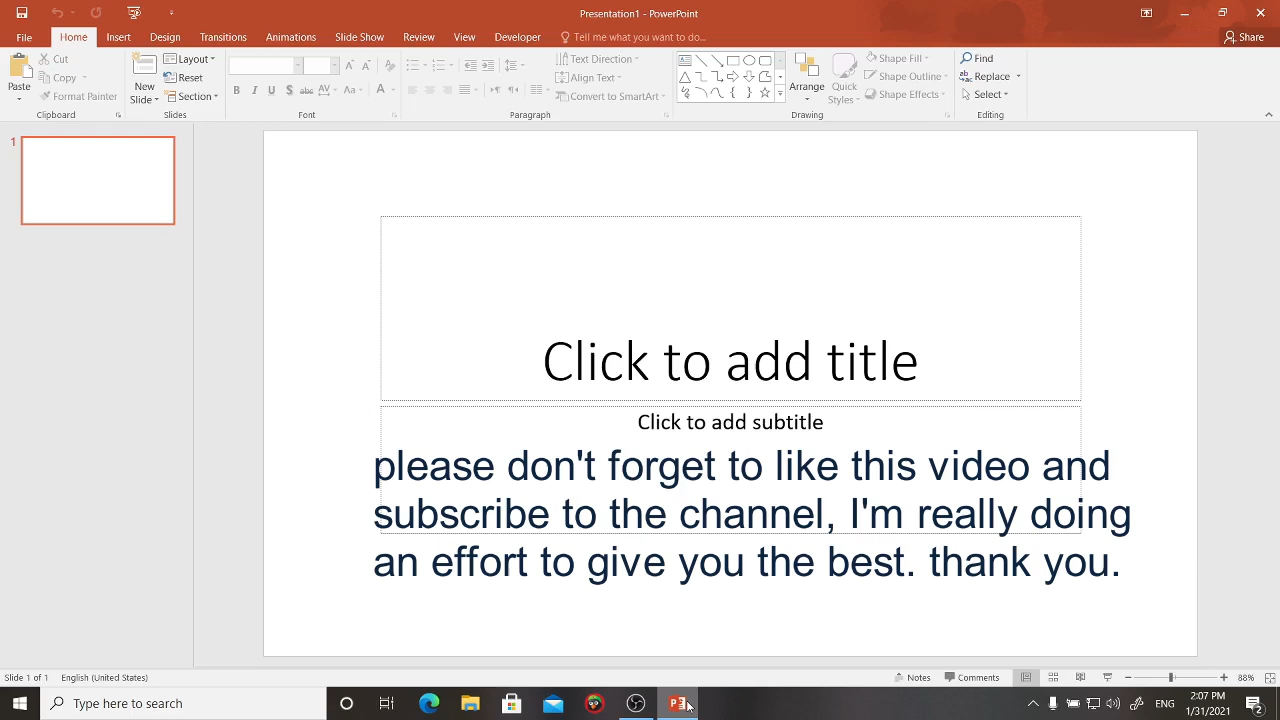 Presentation1 - PowerPoint
File Home Insert Design Transitions Animations Slide Show Review View Developer Tell me what you want to do... Share
Paste
Cut
Copy
Format Painter
Clipboard
New Slide
Layout
Reset
Section
Slides
B I U S abc AV Aa A
Font
Paragraph
Text Direction
Align Text
Convert to SmartArt
Arrange
Quick Styles
Shape Fill
Shape Outline
Shape Effects
Drawing
Find
Replace
Select
Editing
1
Click to add title
Click to add subtitle
please don't forget to like this video and
subscribe to the channel, I'm really doing
an effort to give you the best. thank you.
Slide 1 of 1 English (United States) Notes Comments 88%
Type here to search
ENG
2:07 PM
1/31/2021
2